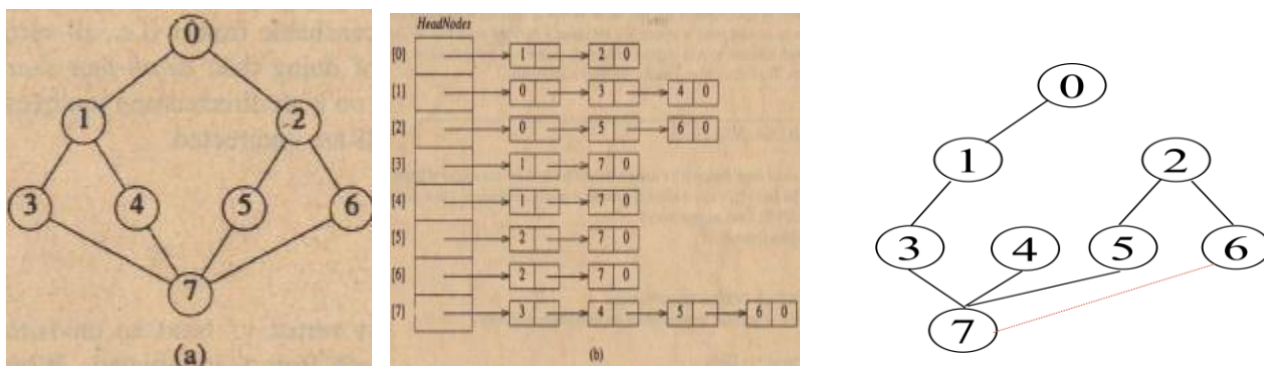 0
1 2
3 4 5 6
7
(a)
HeadNodes
[0] 1 2 0
[1] 0 3 4 0
[2] 0 5 6 0
[3] 1 7 0
[4] 1 7 0
[5] 2 7 0
[6] 2 7 0
[7] 3 4 5 6 0
(b)
0
1 2
3 4 5 6
7